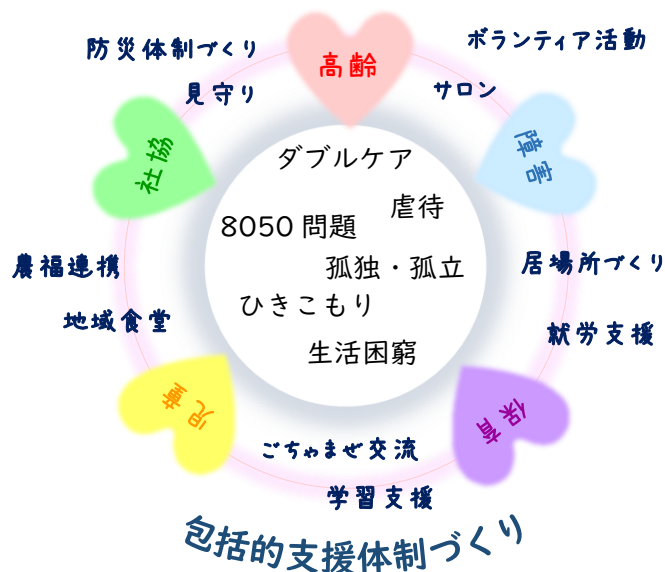 防災体制づくり
高齢
ボランティア活動
見守り
サロン
社協
障害
ダブルケア
虐待
8050 問題
孤独・孤立
ひきこもり
生活困窮
農福連携
居場所づくり
地域食堂
就労支援
児童
保育
ごちゃまぜ交流
学習支援
包括的支援体制づくり